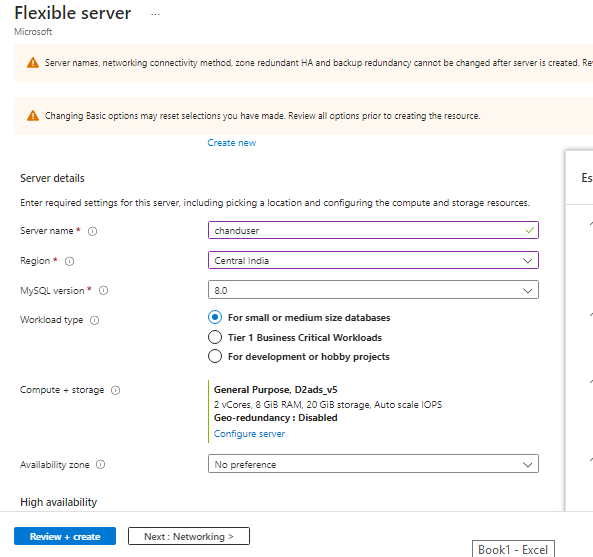 Flexible server ...
Microsoft
Server names, networking connectivity method, zone redundant HA and backup redundancy cannot be changed after server is created.
Changing Basic options may reset selections you have made. Review all options prior to creating the resource.
Create new
Server details
Es
Enter required settings for this server, including picking a location and configuring the compute and storage resources.
Server name * chanduser
Region * Central India
MySQL version * 8.0
Workload type For small or medium size databases
Tier 1 Business Critical Workloads
For development or hobby projects
Compute + storage General Purpose, D2ads_v5
2 vCores, 8 GiB RAM, 20 GiB storage, Auto scale IOPS
Geo-redundancy : Disabled
Configure server
Availability zone No preference
High availability
Review + create Next : Networking >
Book1 - Excel